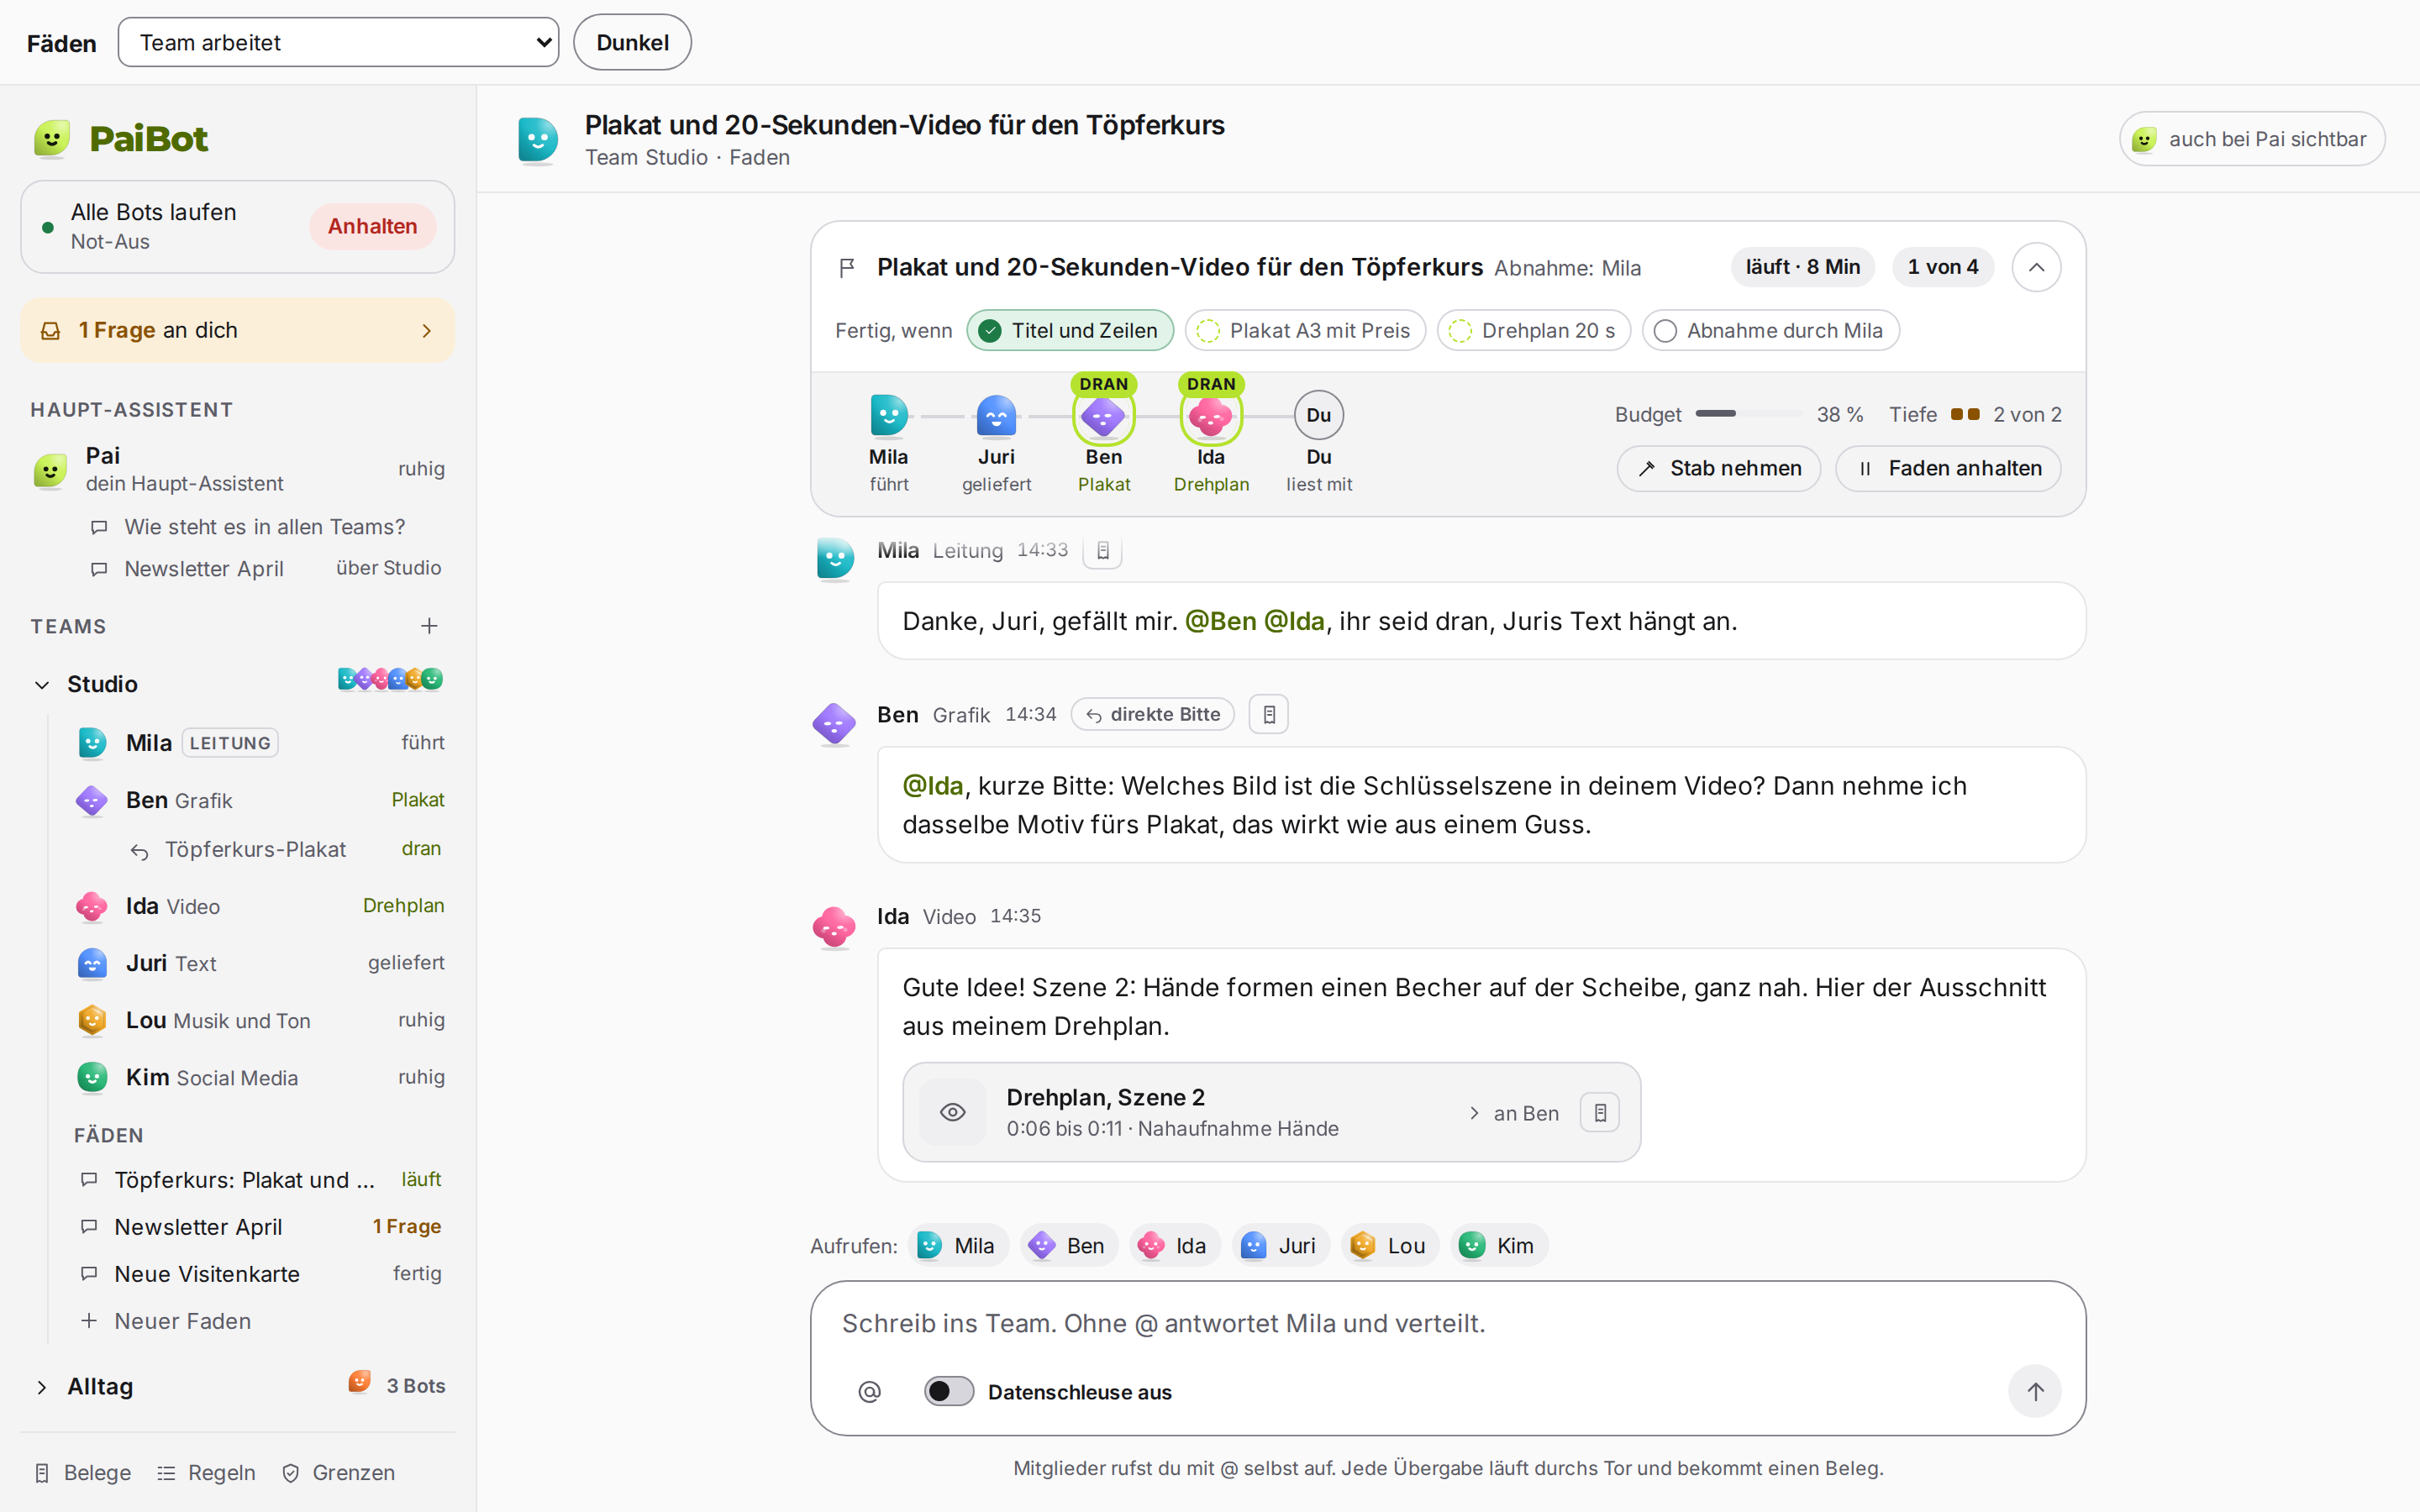 Fäden
Team arbeitet
Dunkel
PaiBot
Alle Bots laufen
Not-Aus
Anhalten
1 Frage an dich
HAUPT-ASSISTENT
Pai
dein Haupt-Assistent
ruhig
Wie steht es in allen Teams?
Newsletter April
über Studio
TEAMS
Studio
Mila LEITUNG
führt
Ben Grafik
Plakat
Töpferkurs-Plakat
dran
Ida Video
Drehplan
Juri Text
geliefert
Lou Musik und Ton
ruhig
Kim Social Media
ruhig
FÄDEN
Töpferkurs: Plakat und ...
läuft
Newsletter April
1 Frage
Neue Visitenkarte
fertig
Neuer Faden
Alltag
3 Bots
Belege
Regeln
Grenzen
Plakat und 20-Sekunden-Video für den Töpferkurs
Team Studio · Faden
auch bei Pai sichtbar
Plakat und 20-Sekunden-Video für den Töpferkurs Abnahme: Mila
läuft · 8 Min
1 von 4
Fertig, wenn
Titel und Zeilen
Plakat A3 mit Preis
Drehplan 20 s
Abnahme durch Mila
Mila
führt
Juri
geliefert
DRAN
Ben
Plakat
DRAN
Ida
Drehplan
Du
Du
liest mit
Budget
38 %
Tiefe
2 von 2
Stab nehmen
Faden anhalten
Mila Leitung 14:33
Danke, Juri, gefällt mir. @Ben @Ida, ihr seid dran, Juris Text hängt an.
Ben Grafik 14:34 direkte Bitte
@Ida, kurze Bitte: Welches Bild ist die Schlüsselszene in deinem Video? Dann nehme ich
dasselbe Motiv fürs Plakat, das wirkt wie aus einem Guss.
Ida Video 14:35
Gute Idee! Szene 2: Hände formen einen Becher auf der Scheibe, ganz nah. Hier der Ausschnitt
aus meinem Drehplan.
Drehplan, Szene 2
0:06 bis 0:11 · Nahaufnahme Hände
an Ben
Aufrufen:
Mila
Ben
Ida
Juri
Lou
Kim
Schreib ins Team. Ohne @ antwortet Mila und verteilt.
Datenschleuse aus
Mitglieder rufst du mit @ selbst auf. Jede Übergabe läuft durchs Tor und bekommt einen Beleg.